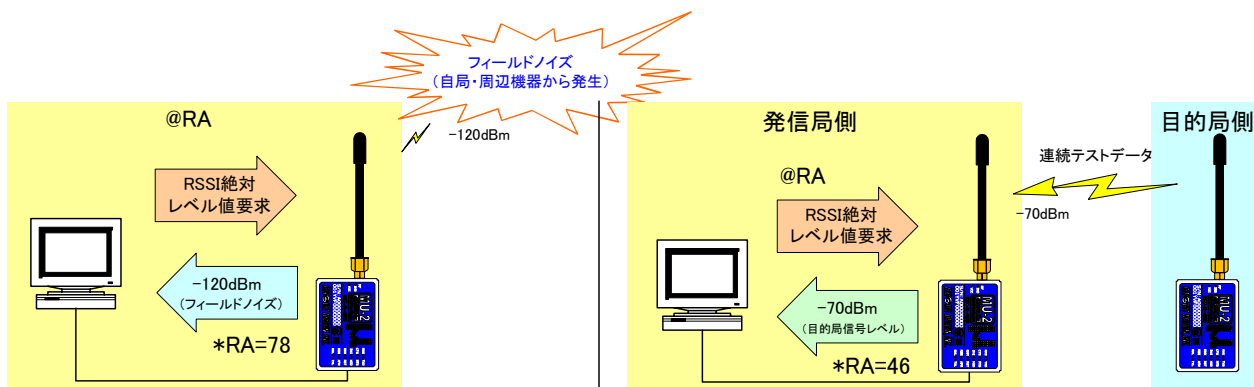 フィールドノイズ
(自局・周辺機器から発生)
@RA
-120dBm
RSSI絶対
レベル値要求
-120dBm
(フィールドノイズ)
*RA=78
MU-2
発信局側
@RA
RSSI絶対
レベル値要求
-70dBm
(目的局信号レベル)
*RA=46
MU-2
連続テストデータ
-70dBm
目的局側
MU-2